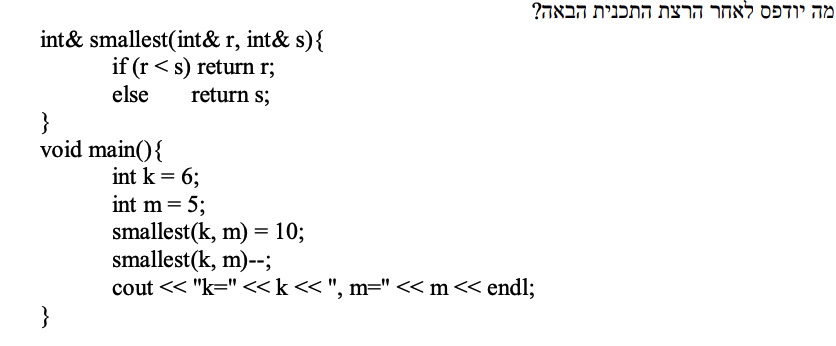 מה יודפס לאחר הרצת התכנית הבאה?
int& smallest(int& r, int& s){
if (r < s) return r;
else return s;
}
void main(){
int k = 6;
int m = 5;
smallest(k, m) = 10;
smallest(k, m)--;
cout << "k=" << k << ", m=" << m << endl;
}